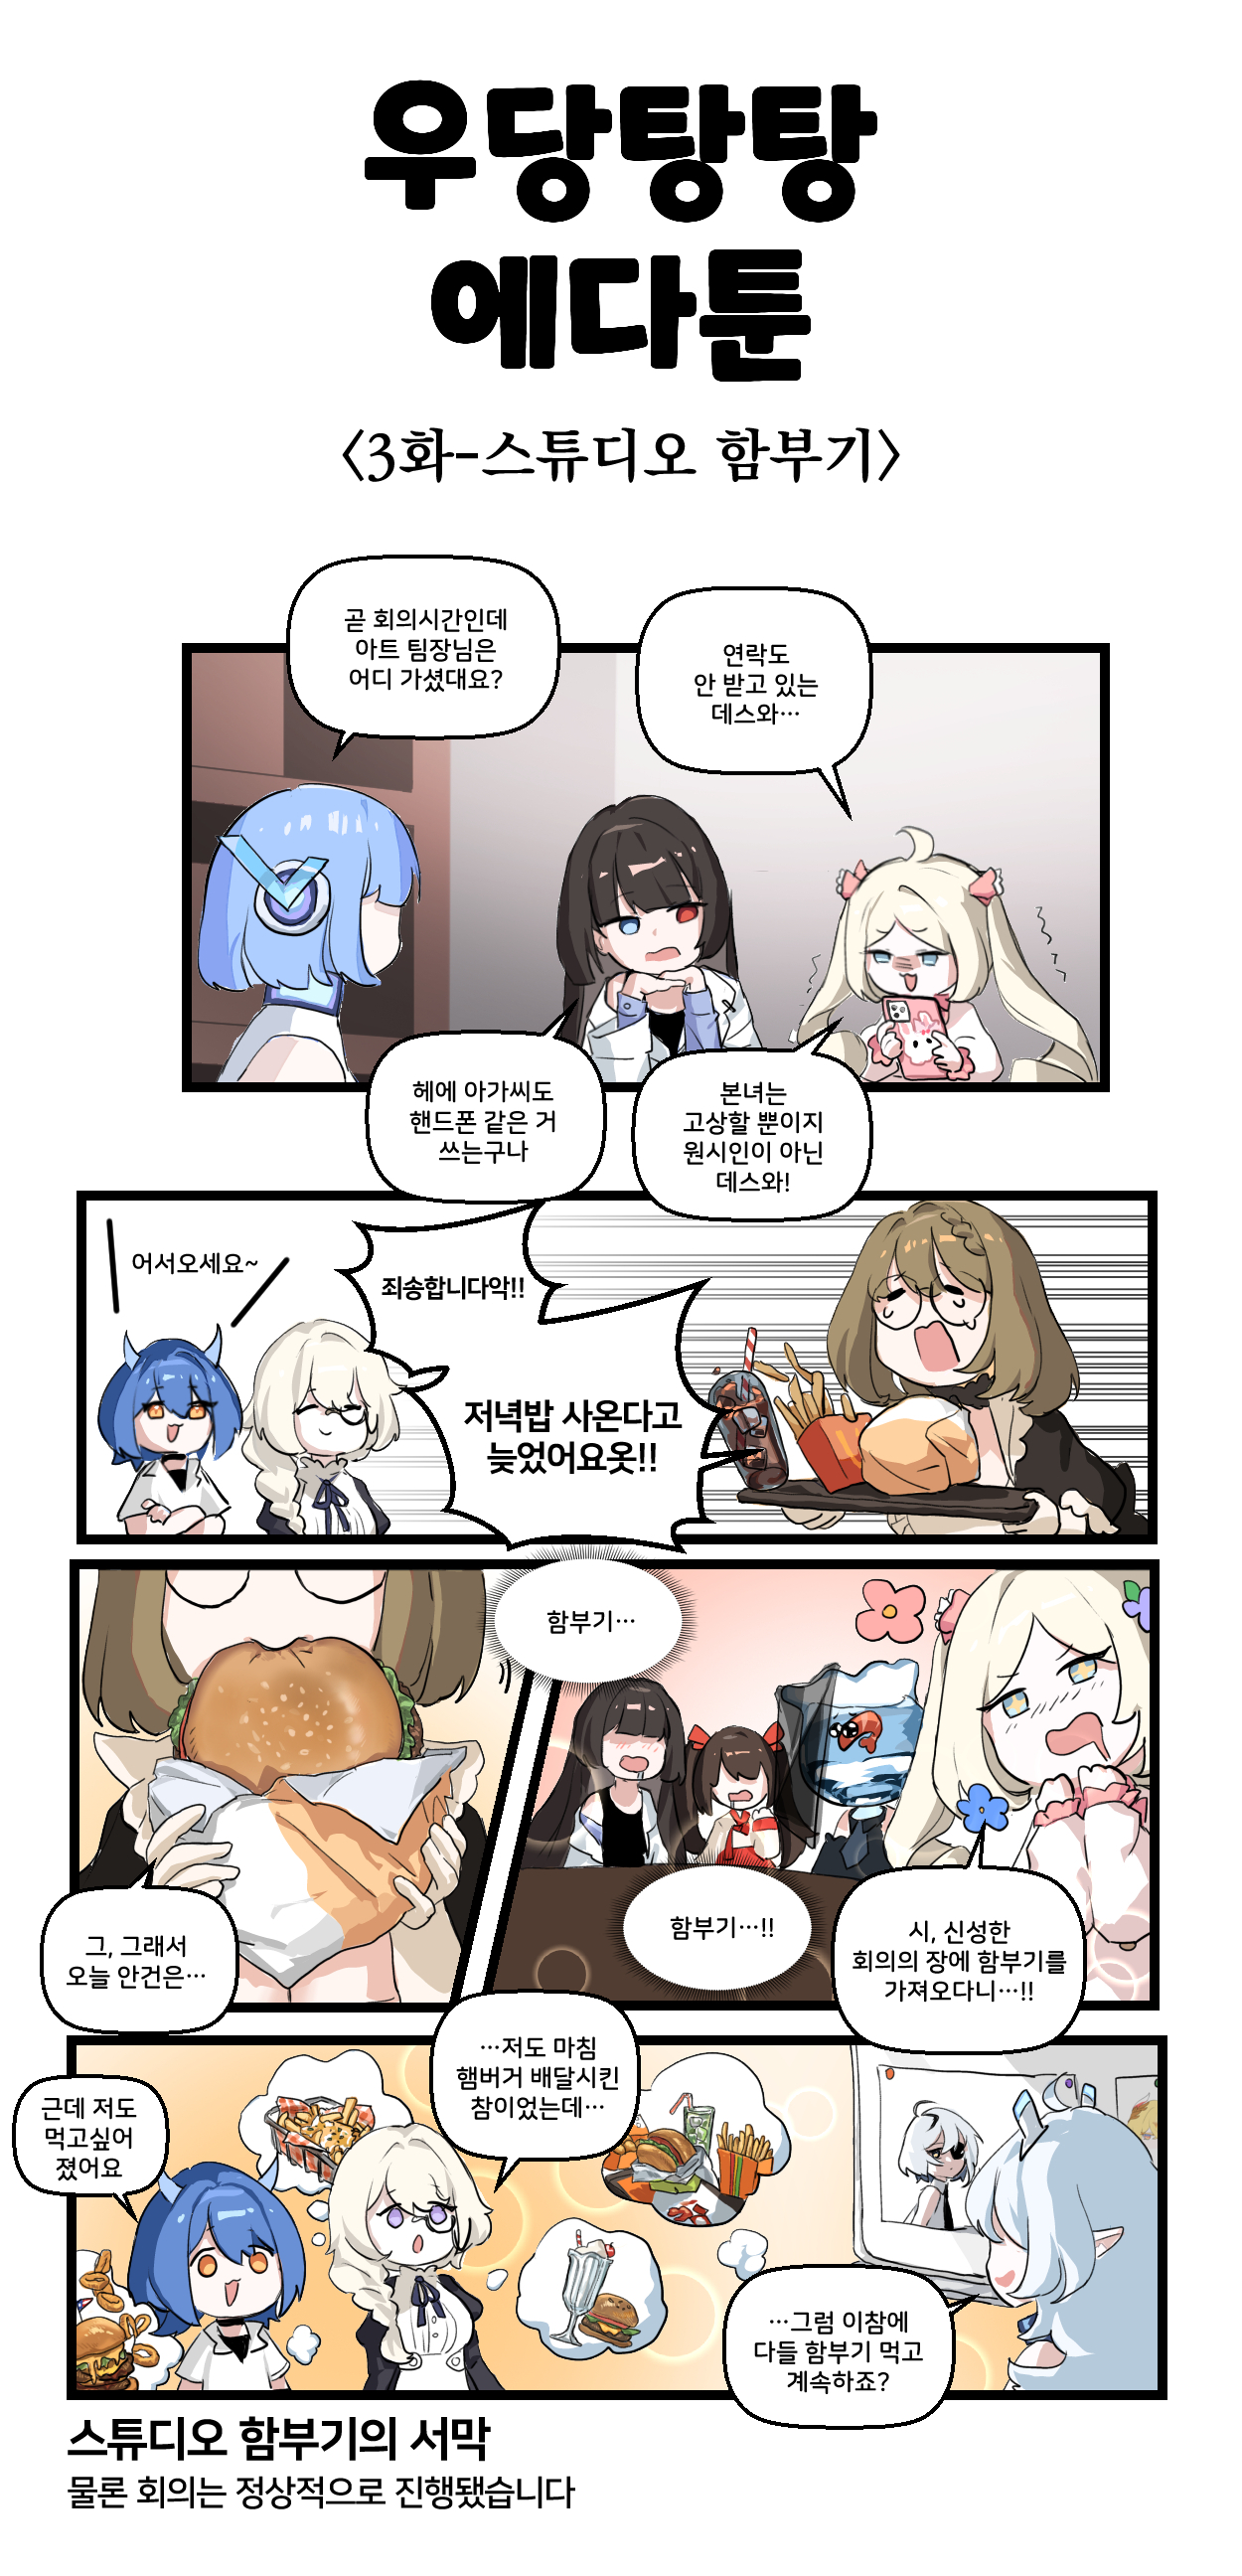 우당탕탕
에다툰
<3화-스튜디오 함부기>
곧 회의시간인데
아트 팀장님은
어디 가셨대요?
연락도
안 받고 있는
데스와…
헤에 아가씨도
핸드폰 같은 거
쓰는구나
본녀는
고상할 뿐이지
원시인이 아닌
데스와!
어서오세요~
죄송합니다악!!
저녁밥 사온다고
늦었어요옷!!
함부기…
그, 그래서
오늘 안건은…
함부기…!!
시, 신성한
회의의 장에 함부기를
가져오다니…!!
근데 저도
먹고싶어
졌어요
…저도 마침
햄버거 배달시킨
참이었는데…
…그럼 이참에
다들 함부기 먹고
계속하죠?
스튜디오 함부기의 서막
물론 회의는 정상적으로 진행됐습니다